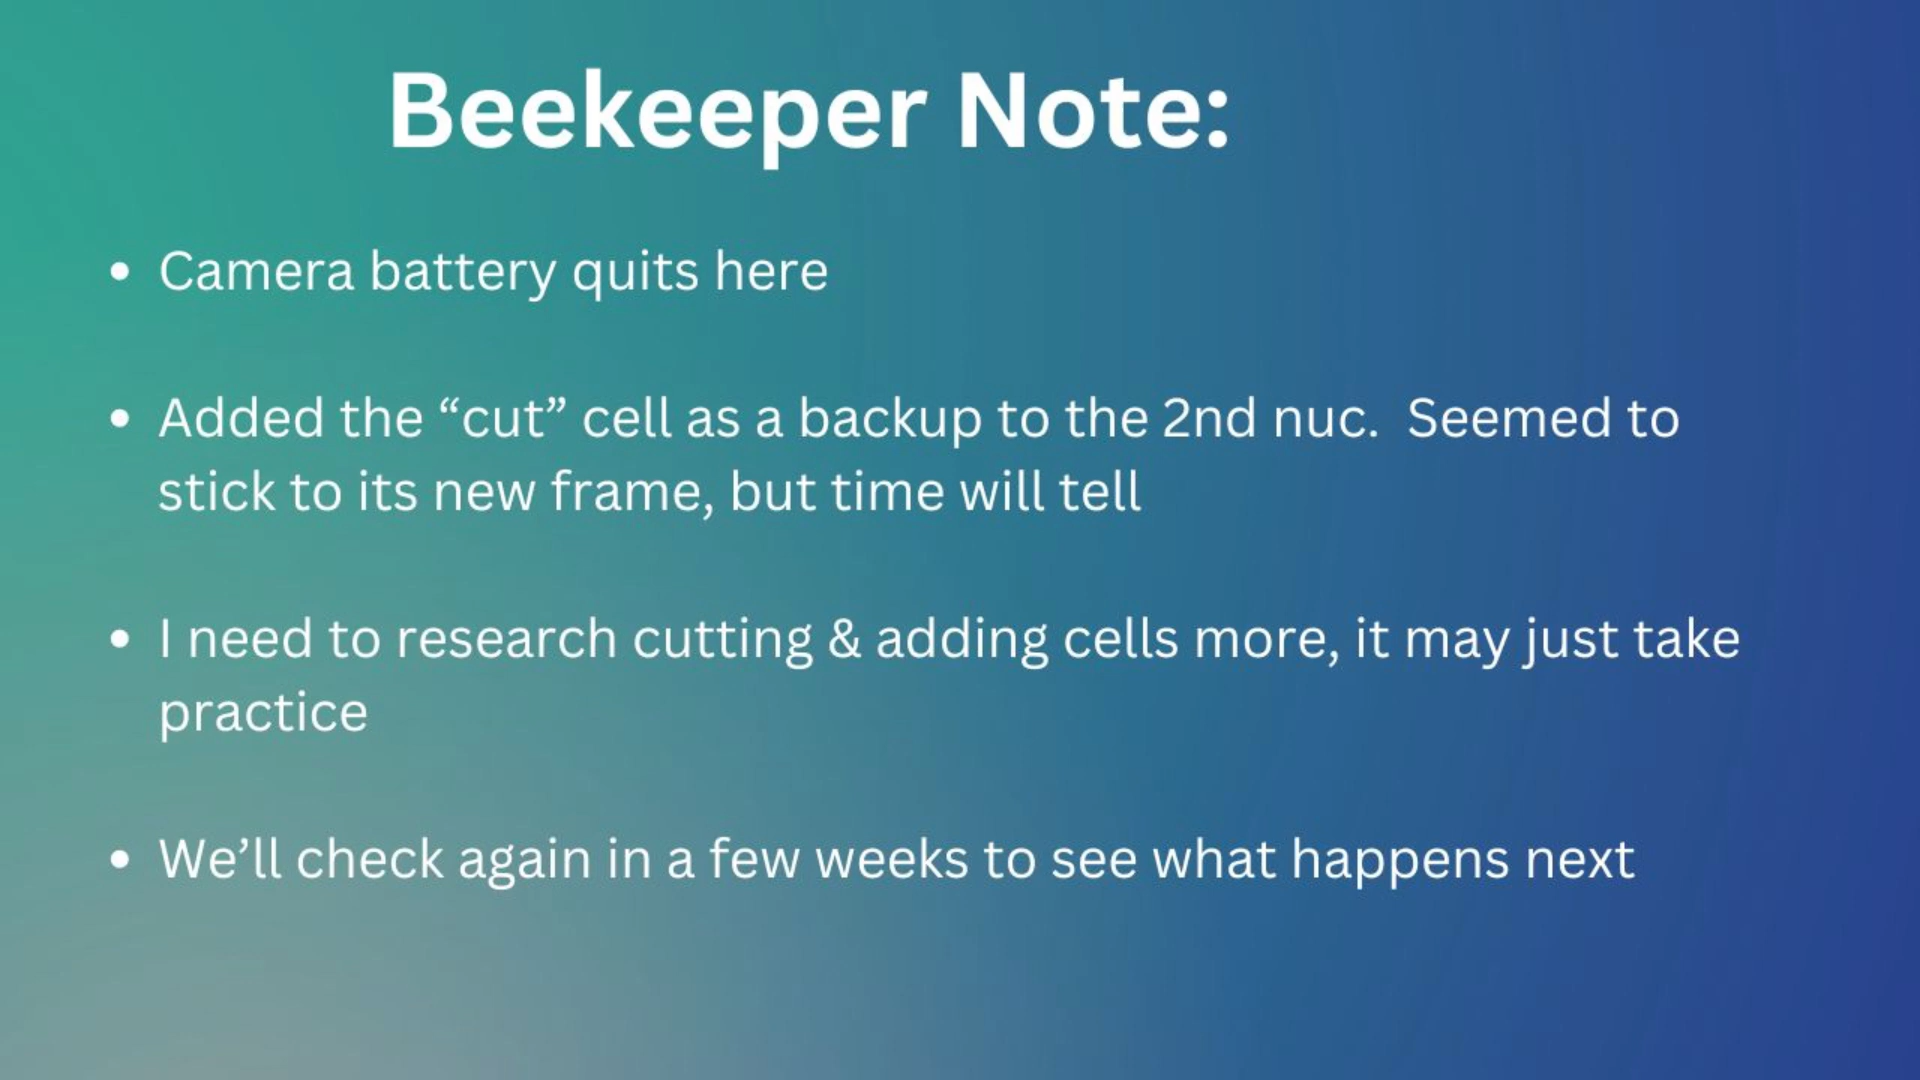 Beekeeper Note:
• Camera battery quits here
• Added the “cut” cell as a backup to the 2nd nuc.  Seemed to
stick to its new frame, but time will tell
• I need to research cutting & adding cells more, it may just take
practice
• We’ll check again in a few weeks to see what happens next